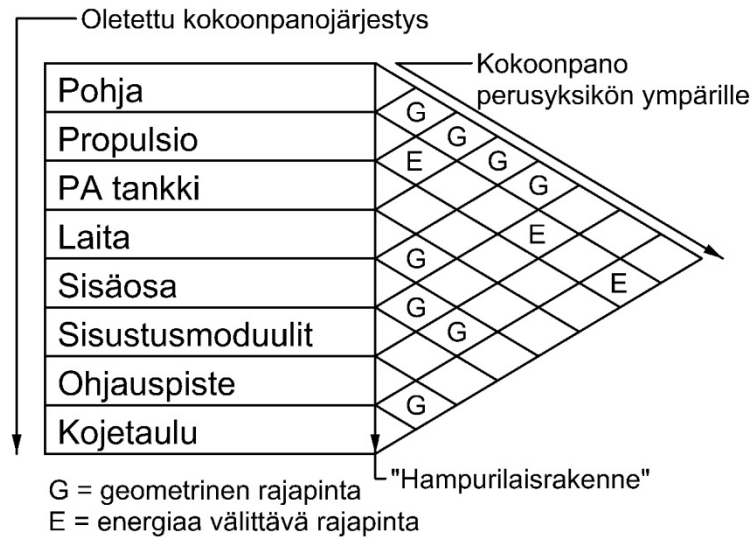 Oletettu kokoonpanojärjestys
Kokoonpano
perusyksikön ympärille
Pohja
G
Propulsio
G
E
G
PA tankki
G
Laita
E
G
Sisäosa
E
G
Sisustusmoduulit
G
Ohjauspiste
G
Kojetaulu
"Hampurilaisrakenne"
G = geometrinen rajapinta
E = energiaa välittävä rajapinta